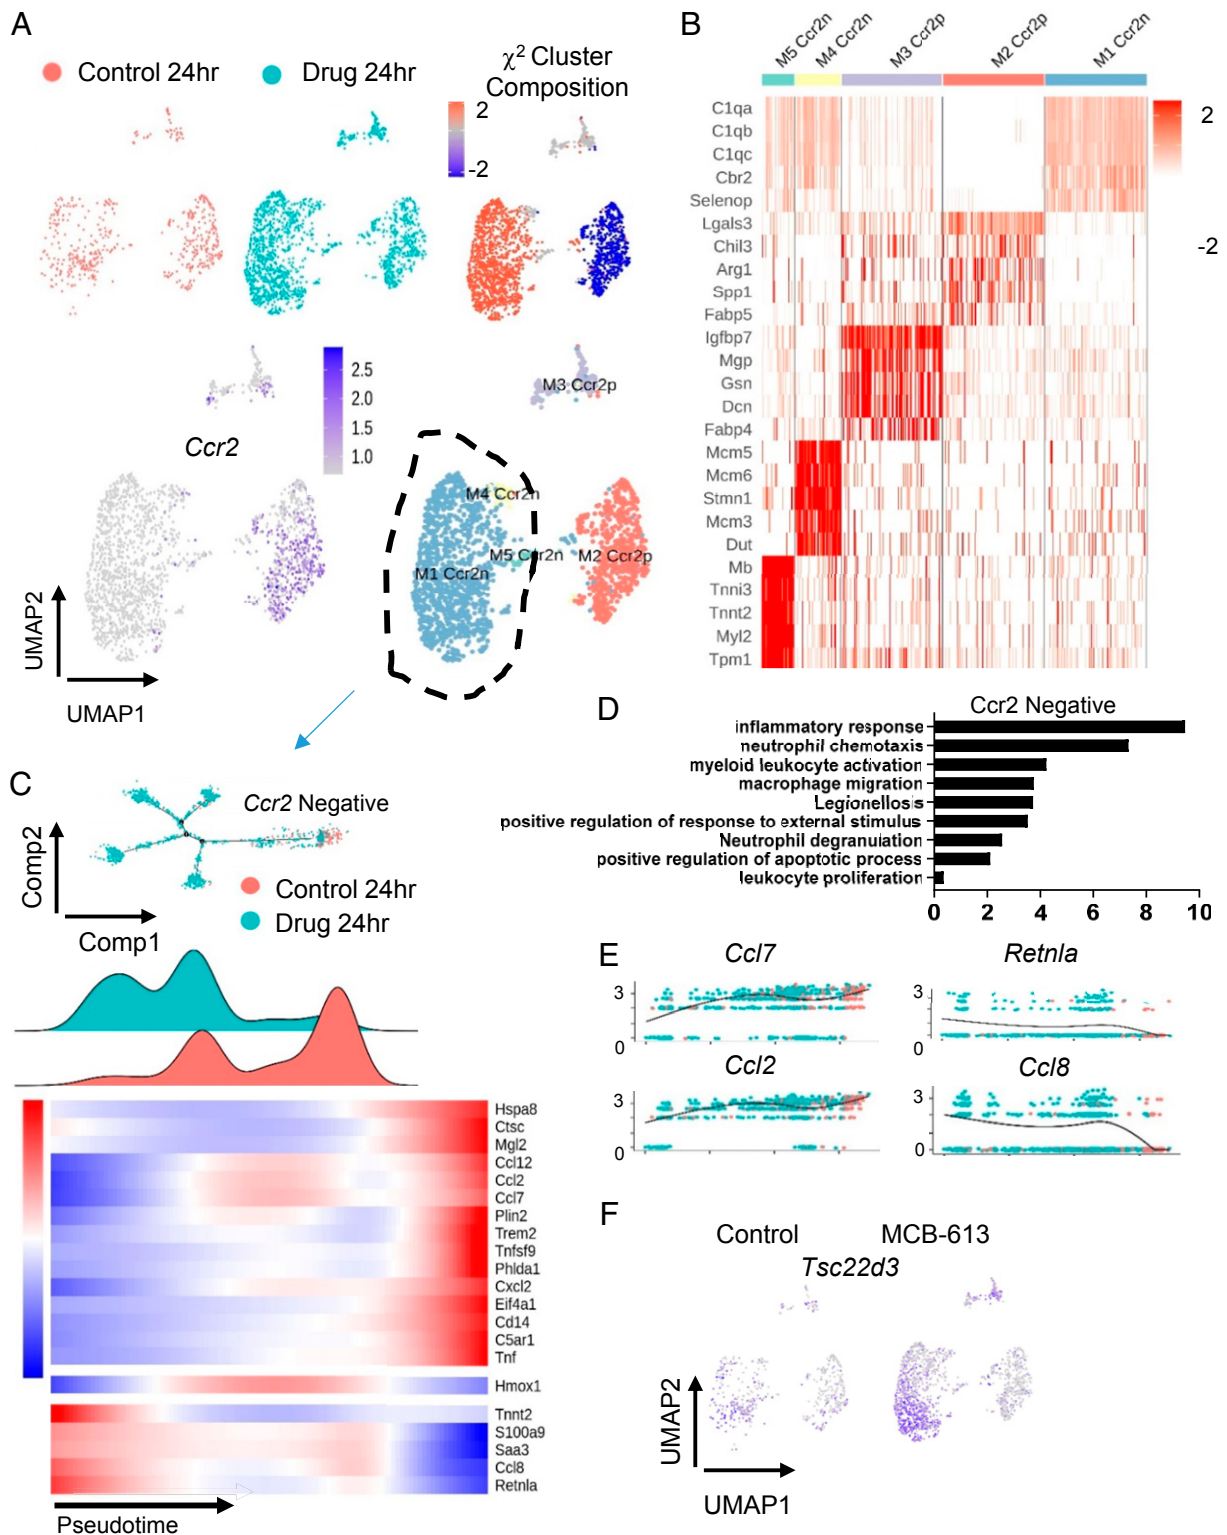 A
Control 24hr
Drug 24hr
χ² Cluster
Composition
2
-2
M3 Ccr2p
2.5
2.0
1.5
1.0
Ccr2
M4 Ccr2n
M5 Ccr2n
M2 Ccr2p
M1 Ccr2n
UMAP2
UMAP1
B
M5 Ccr2n
M4 Ccr2n
M3 Ccr2p
M2 Ccr2p
M1 Ccr2n
C1qa
C1qb
C1qc
Cbr2
Selenop
Lgals3
Chil3
Arg1
Spp1
Fabp5
Igfbp7
Mgp
Gsn
Dcn
Fabp4
Mcm5
Mcm6
Stmn1
Mcm3
Dut
Mb
Tnni3
Tnnt2
Myl2
Tpm1
2
-2
C
Ccr2 Negative
Control 24hr
Drug 24hr
Comp2
Comp1
Hspa8
Ctsc
Mgl2
Ccl12
Ccl2
Ccl7
Plin2
Trem2
Tnfsf9
Phlda1
Cxcl2
Eif4a1
Cd14
C5ar1
Tnf
Hmox1
Tnnt2
S100a9
Saa3
Ccl8
Retnla
Pseudotime
D
Ccr2 Negative
inflammatory response
neutrophil chemotaxis
myeloid leukocyte activation
macrophage migration
Legionellosis
positive regulation of response to external stimulus
Neutrophil degranulation
positive regulation of apoptotic process
leukocyte proliferation
0 2 4 6 8 10
E
Ccl7
3
0
Retnla
3
0
Ccl2
3
0
Ccl8
3
0
F
Control
MCB-613
Tsc22d3
UMAP2
UMAP1